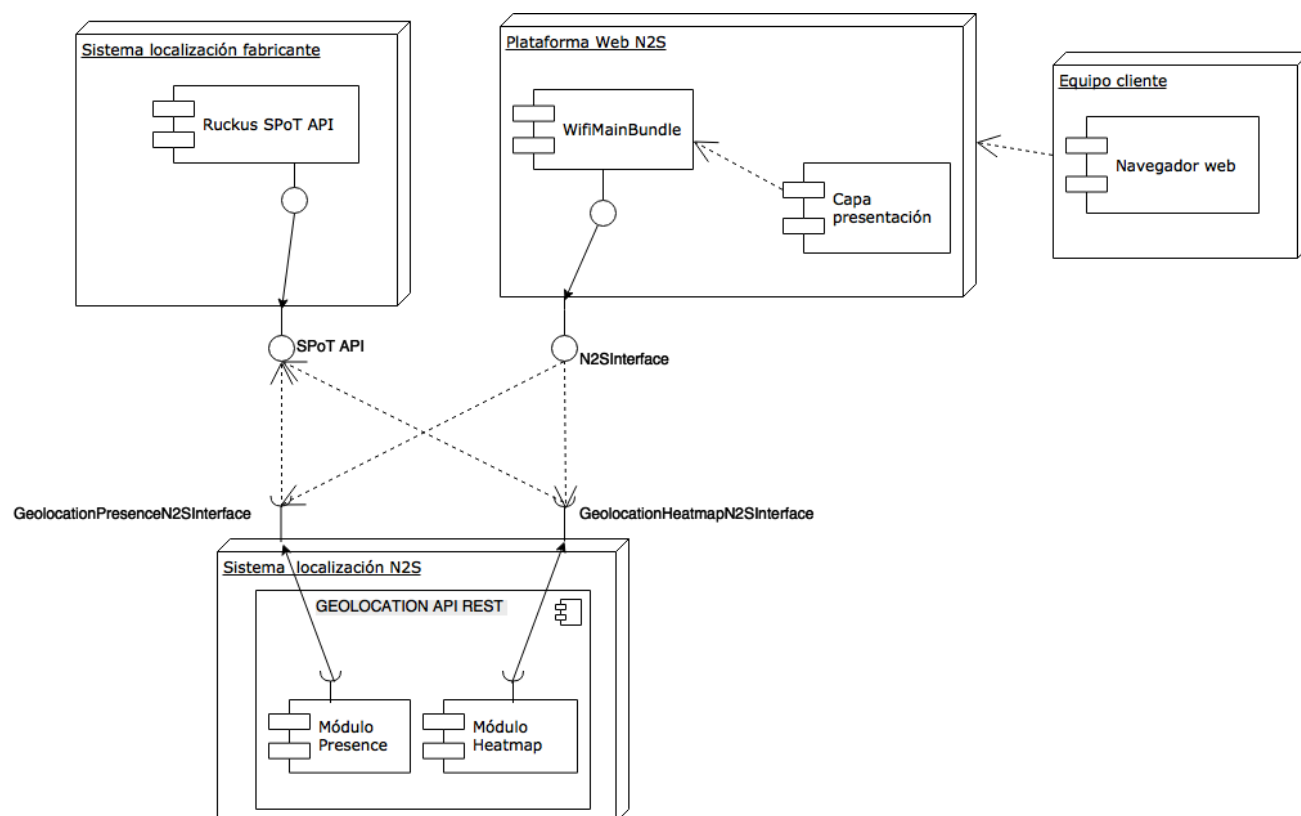 Sistema localización fabricante
Ruckus SPoT API
Plataforma Web N2S
WifiMainBundle
Capa
presentación
Equipo cliente
Navegador web
SPoT API
N2SInterface
GeolocationPresenceN2SInterface
GeolocationHeatmapN2SInterface
Sistema localización N2S
GEOLOCATION API REST
Módulo
Presence
Módulo
Heatmap